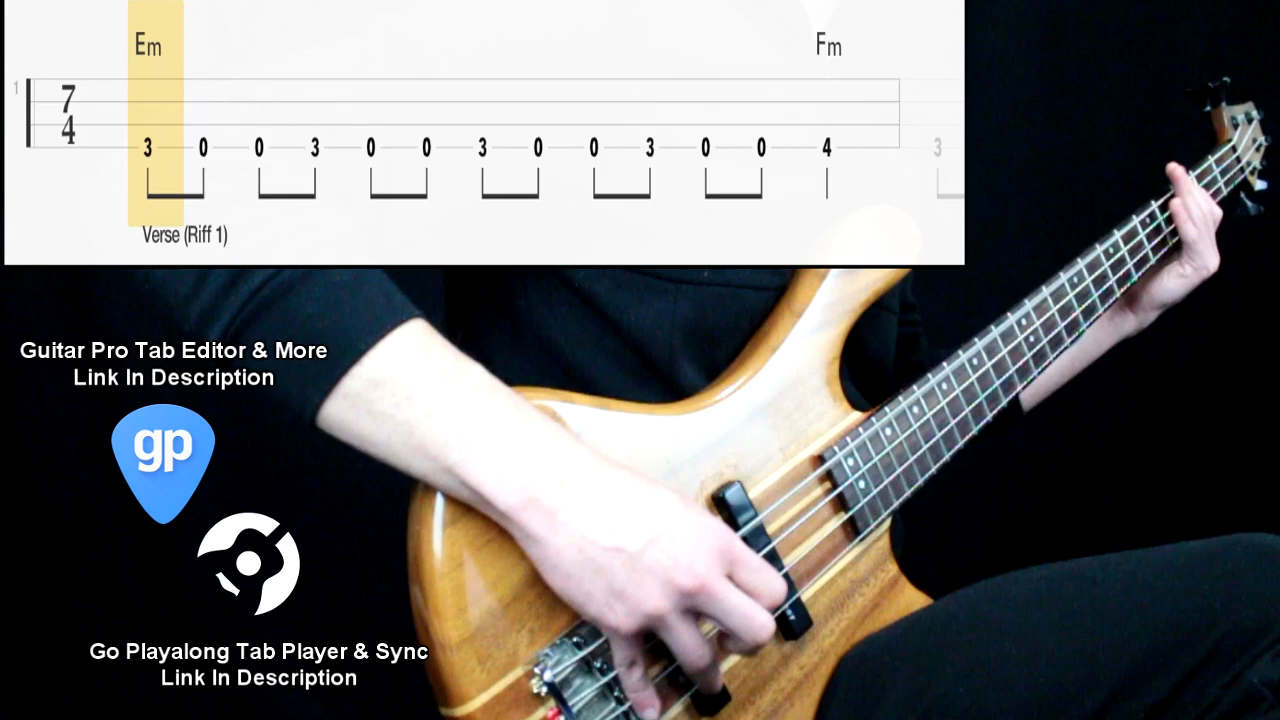 Em Fm
1
7
4
3 0 0 3 0 0 3 0 0 3 0 0 4 3
Verse (Riff 1)
Guitar Pro Tab Editor & More
Link In Description
gp
Go Playalong Tab Player & Sync
Link In Description